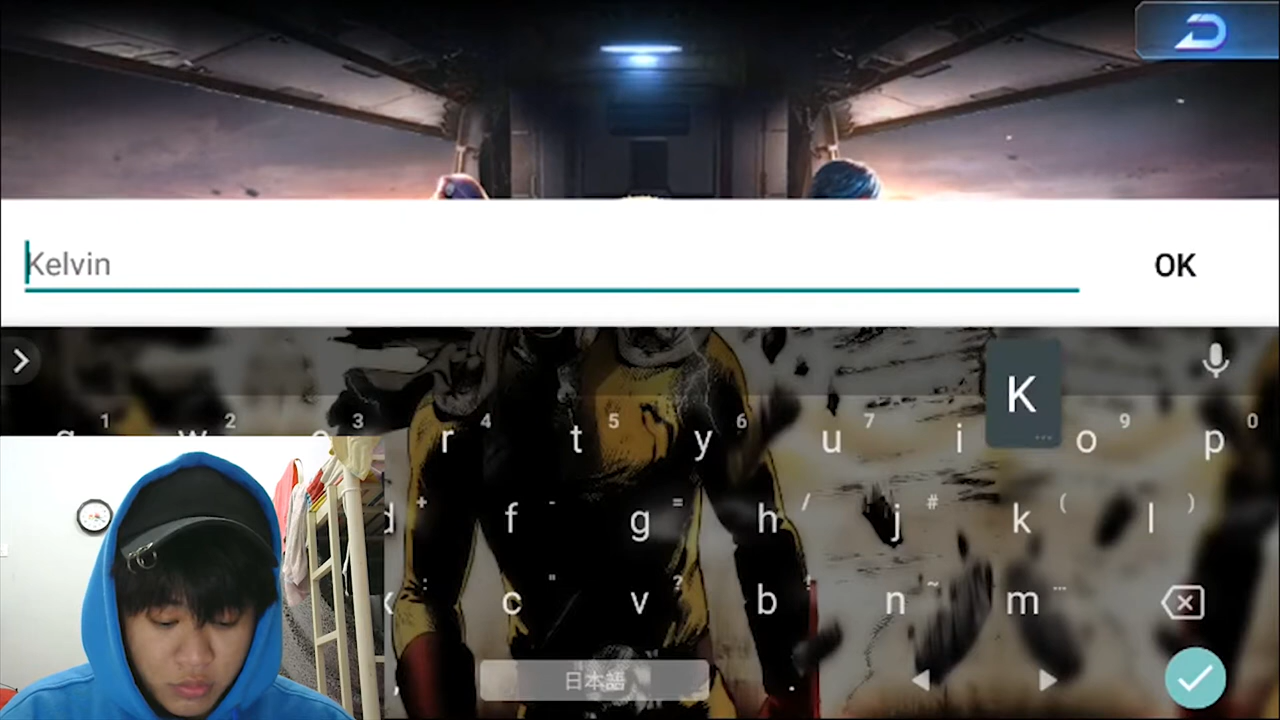 Kelvin
OK
K
1 2 3 4 5 6 7 9 0
r t y u i o p
+ - = / # ( )
f g h j k l
: " ? ~ …
c v b n m
, 日本語 .